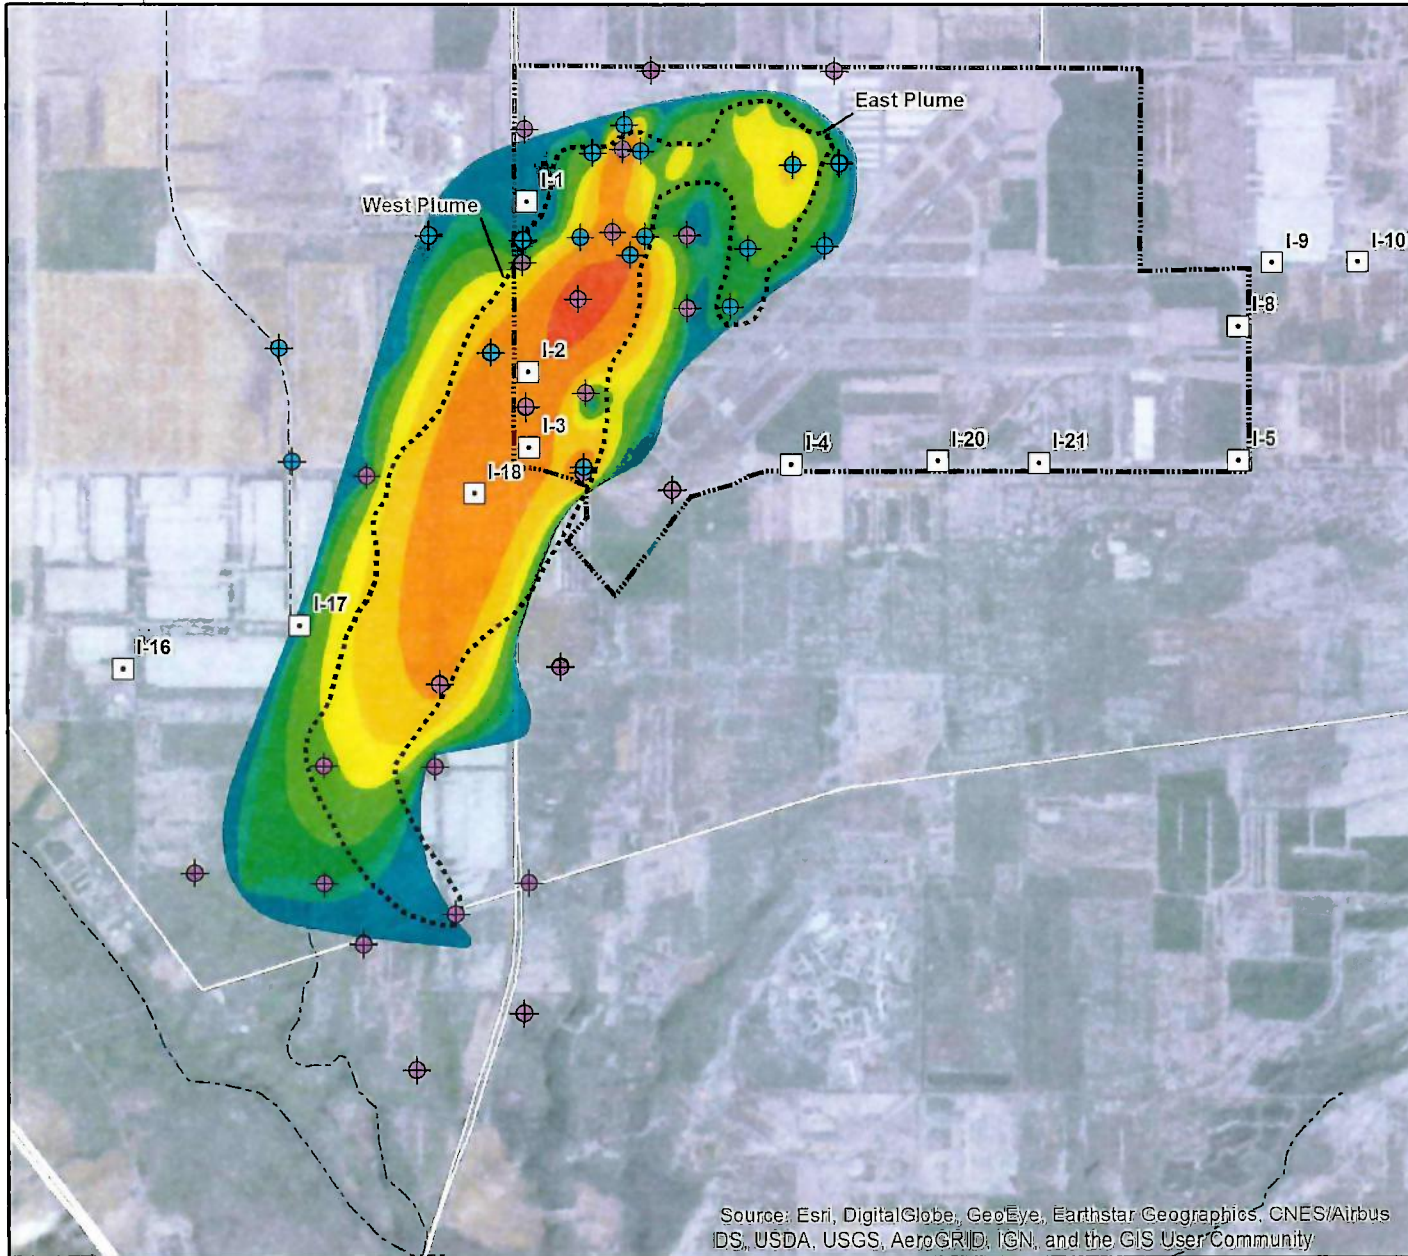 East Plume
I-1
West Plume
I-9
I-10
I-8
I-2
I-3
I-4
I-20
I-21
I-5
I-18
I-17
I-16
Source: Esri, DigitalGlobe, GeoEye, Earthstar Geographics, CNES/Airbus
DS, USDA, USGS, AeroGRID, IGN, and the GIS User Community